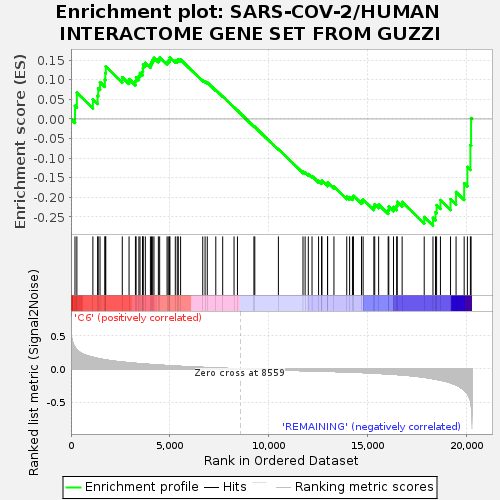 Enrichment plot: SARS-COV-2/HUMAN
INTERACTOME GENE SET FROM GUZZI
Enrichment score (ES)
0.15
0.10
0.05
0.00
-0.05
-0.10
-0.15
-0.20
-0.25
'C6' (positively correlated)
Ranked list metric (Signal2Noise)
0.5
0.0
-0.5
Zero cross at 8559
'REMAINING' (negatively correlated)
0
5,000
10,000
15,000
20,000
Rank in Ordered Dataset
Enrichment profile
Hits
Ranking metric scores